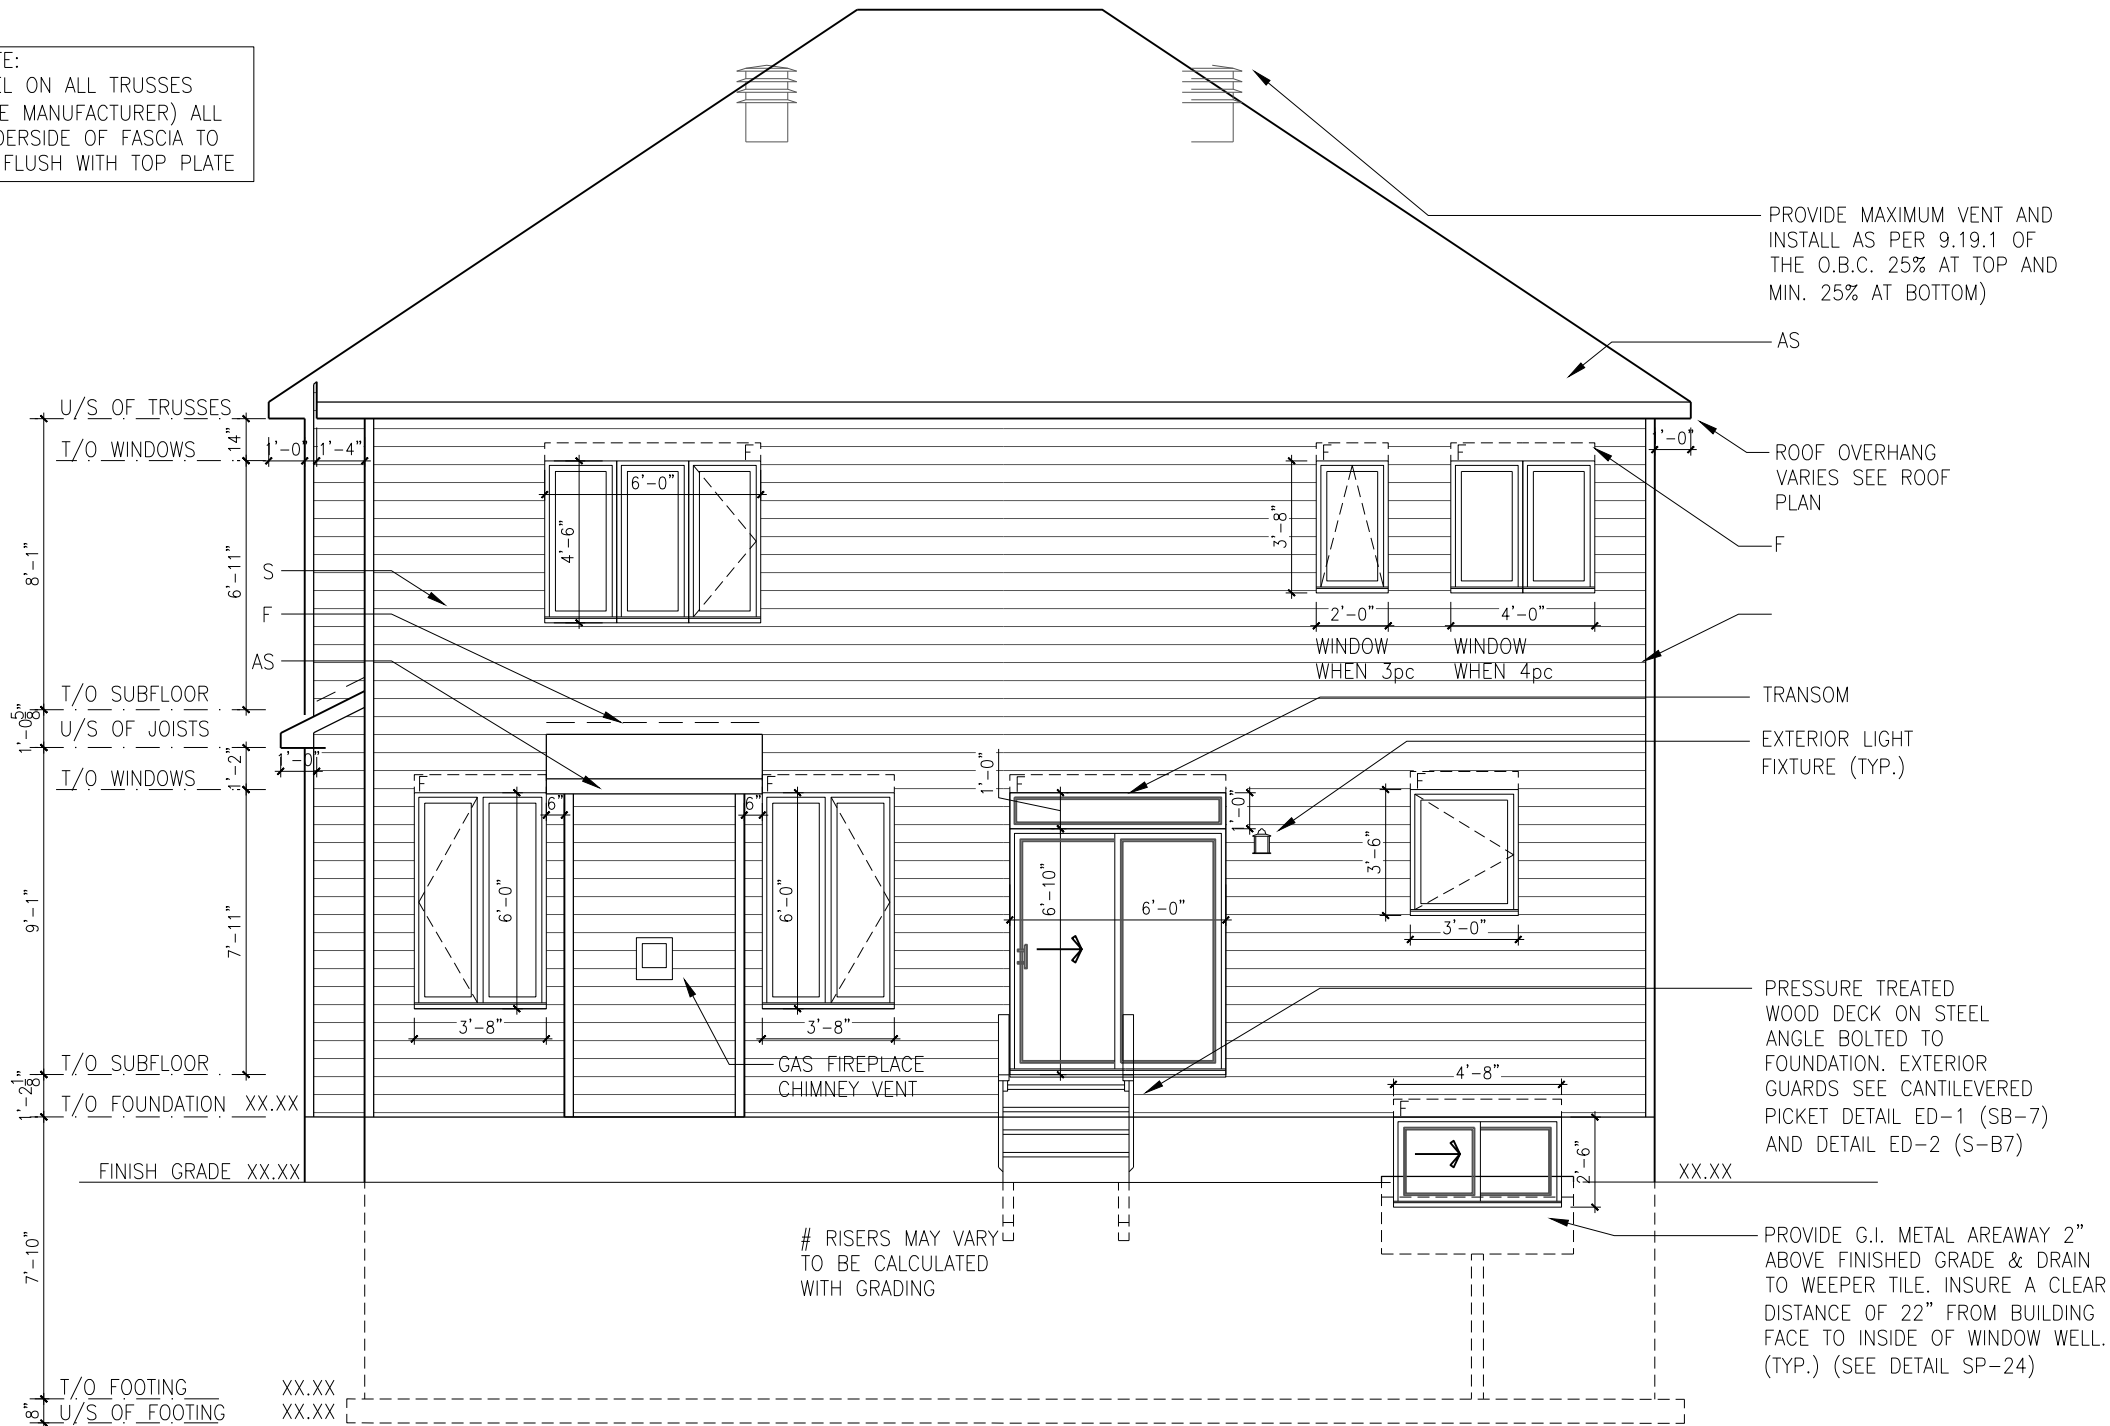 TE:
EL ON ALL TRUSSES
E MANUFACTURER) ALL
DERSIDE OF FASCIA TO
FLUSH WITH TOP PLATE
PROVIDE MAXIMUM VENT AND
INSTALL AS PER 9.19.1 OF
THE O.B.C. 25% AT TOP AND
MIN. 25% AT BOTTOM)
AS
U/S OF TRUSSES
14"
T/O WINDOWS
1'-0"
1'-4"
F
F
F
'-0"
ROOF OVERHANG
VARIES SEE ROOF
PLAN
6'-0"
4'-6"
3'-8"
F
8'-1"
6'-11"
S
F
2'-0"
4'-0"
WINDOW
WHEN 3pc
WINDOW
WHEN 4pc
AS
T/O SUBFLOOR
TRANSOM
1'-05/8"
U/S OF JOISTS
EXTERIOR LIGHT
FIXTURE (TYP.)
1'-0"
1'-2"
T/O WINDOWS
F
F
F
F
6"
6"
1'-0"
1'-0"
3'-6"
9'-1"
7'-11"
6'-0"
6'-0"
6'-10"
6'-0"
3'-0"
3'-8"
3'-8"
PRESSURE TREATED
WOOD DECK ON STEEL
ANGLE BOLTED TO
FOUNDATION. EXTERIOR
GUARDS SEE CANTILEVERED
PICKET DETAIL ED-1 (SB-7)
AND DETAIL ED-2 (S-B7)
GAS FIREPLACE
CHIMNEY VENT
T/O SUBFLOOR
1'-2 1/8"
T/O FOUNDATION XX.XX
4'-8"
F
2'-6"
FINISH GRADE XX.XX
XX.XX
7'-10"
# RISERS MAY VARY
TO BE CALCULATED
WITH GRADING
PROVIDE G.I. METAL AREAWAY 2"
ABOVE FINISHED GRADE & DRAIN
TO WEEPER TILE. INSURE A CLEAR
DISTANCE OF 22" FROM BUILDING
FACE TO INSIDE OF WINDOW WELL.
(TYP.) (SEE DETAIL SP-24)
T/O FOOTING XX.XX
8"
U/S OF FOOTING XX.XX